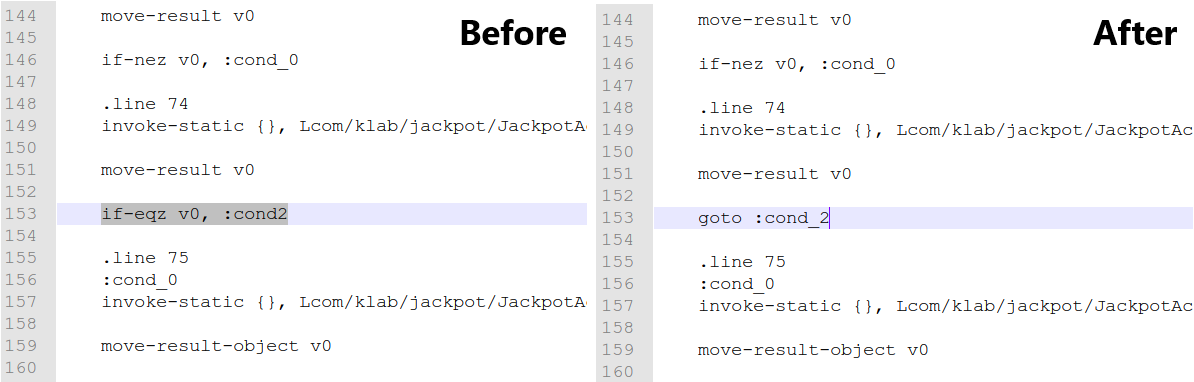 Before
144 move-result v0
145
146 if-nez v0, :cond_0
147
148 .line 74
149 invoke-static {}, Lcom/klab/jackpot/JackpotA
150
151 move-result v0
152
153 if-eqz v0, :cond2
154
155 .line 75
156 :cond_0
157 invoke-static {}, Lcom/klab/jackpot/JackpotA
158
159 move-result-object v0
160
After
144 move-result v0
145
146 if-nez v0, :cond_0
147
148 .line 74
149 invoke-static {}, Lcom/klab/jackpot/JackpotAc
150
151 move-result v0
152
153 goto :cond_2
154
155 .line 75
156 :cond_0
157 invoke-static {}, Lcom/klab/jackpot/JackpotAc
158
159 move-result-object v0
160